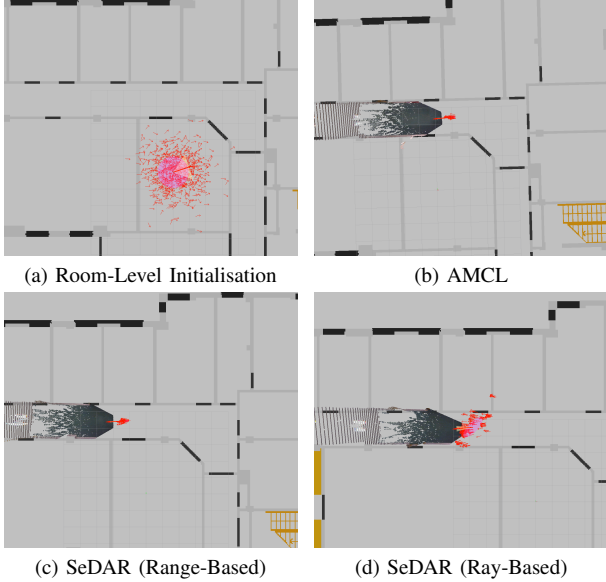 (a) Room-Level Initialisation
(b) AMCL
(c) SeDAR (Range-Based)
(d) SeDAR (Ray-Based)